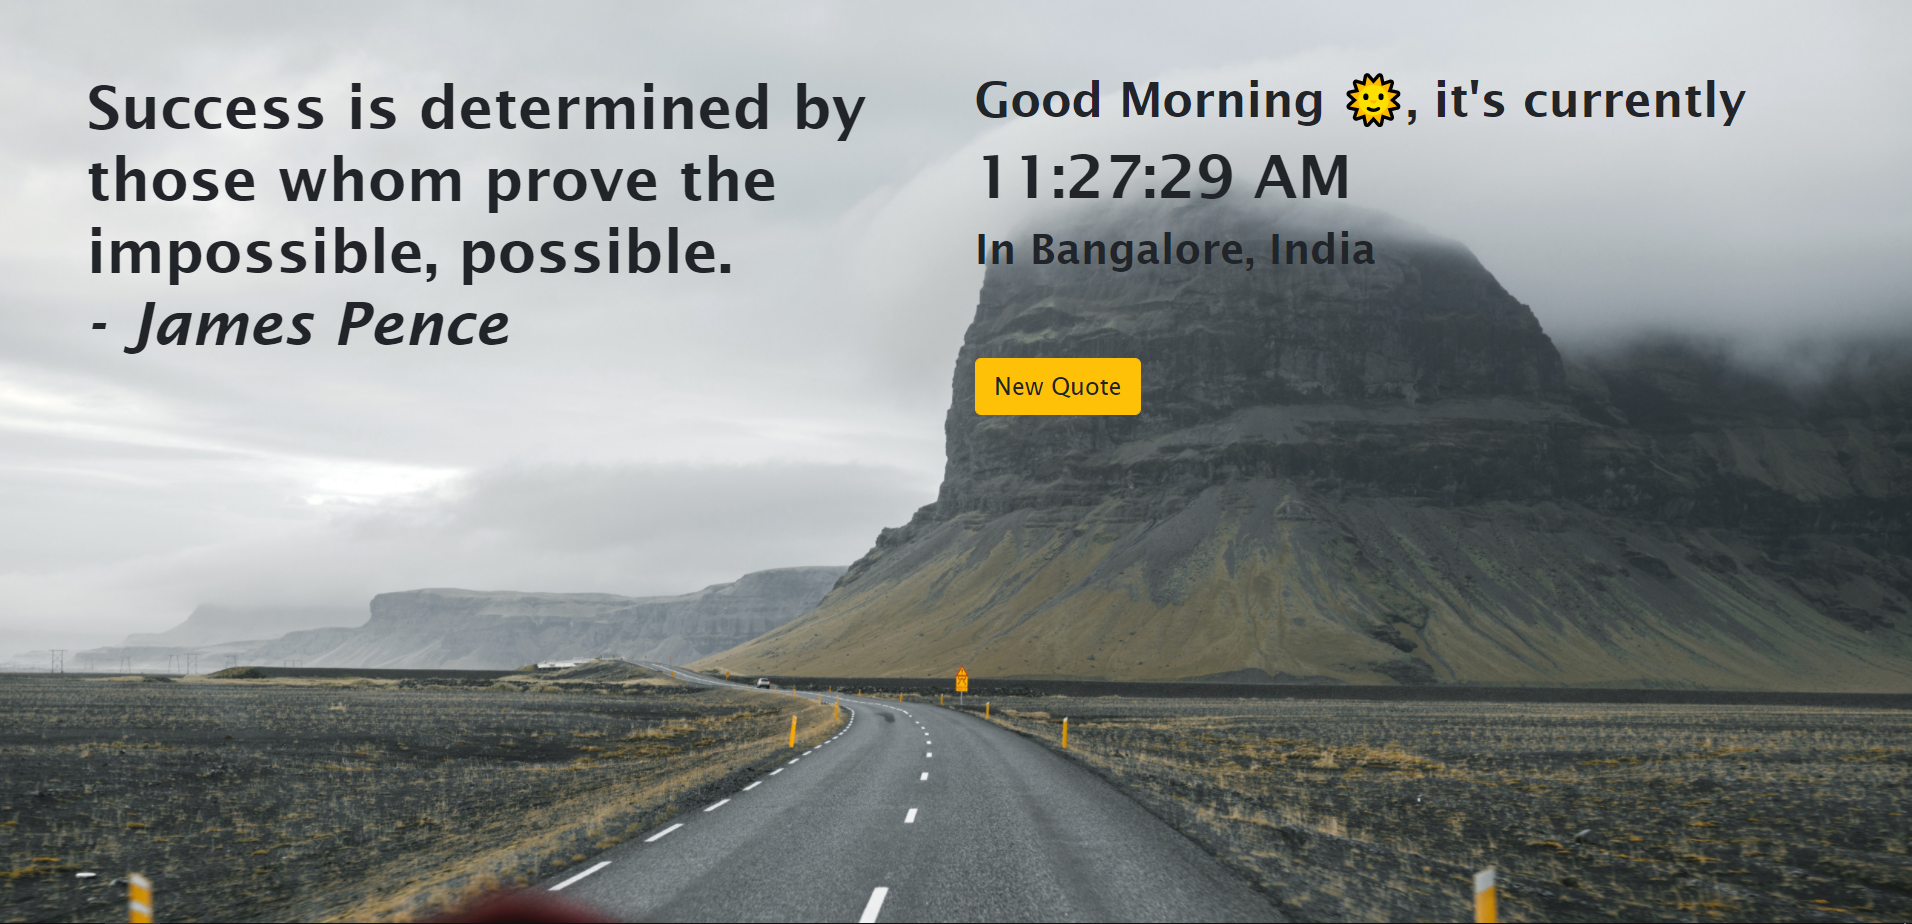 Success is determined by
those whom prove the
impossible, possible.
- James Pence
Good Morning 🌞, it's currently
11:27:29 AM
In Bangalore, India
New Quote